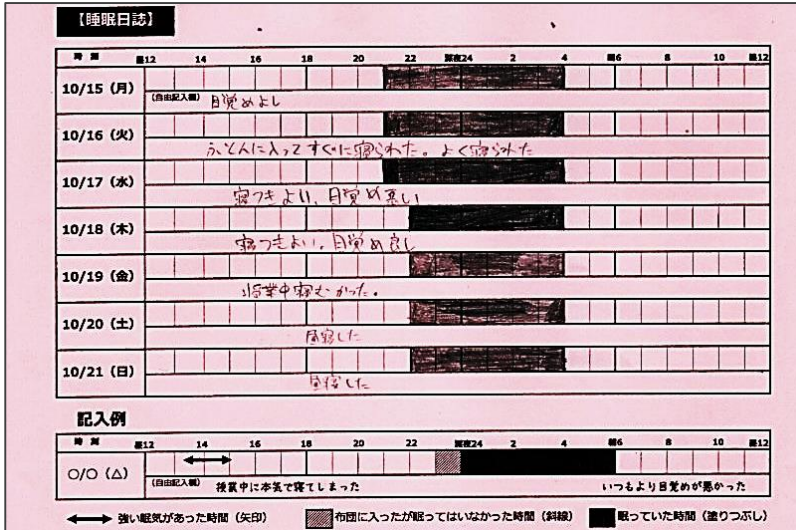 【睡眠日誌】
時刻 昼12 14 16 18 20 22 深夜24 2 4 朝6 8 10 昼12
10/15（月）
(自由記入欄) 目覚めよし
10/16（火）
ふとんに入ってすぐに寝られた。よく寝られた
10/17（水）
寝つきよい、目覚め悪い
10/18（木）
寝つきよい。目覚め良し
10/19（金）
授業中寝むかった。
10/20（土）
昼寝した
10/21（日）
昼寝した
記入例
時刻 昼12 14 16 18 20 22 深夜24 2 4 朝6 8 10 昼12
○/○（△）
(自由記入欄) 授業中に本気で寝てしまった いつもより目覚めが悪かった
強い眠気があった時間（矢印） 布団に入ったが眠ってはいなかった時間（斜線） 眠っていた時間（塗りつぶし）